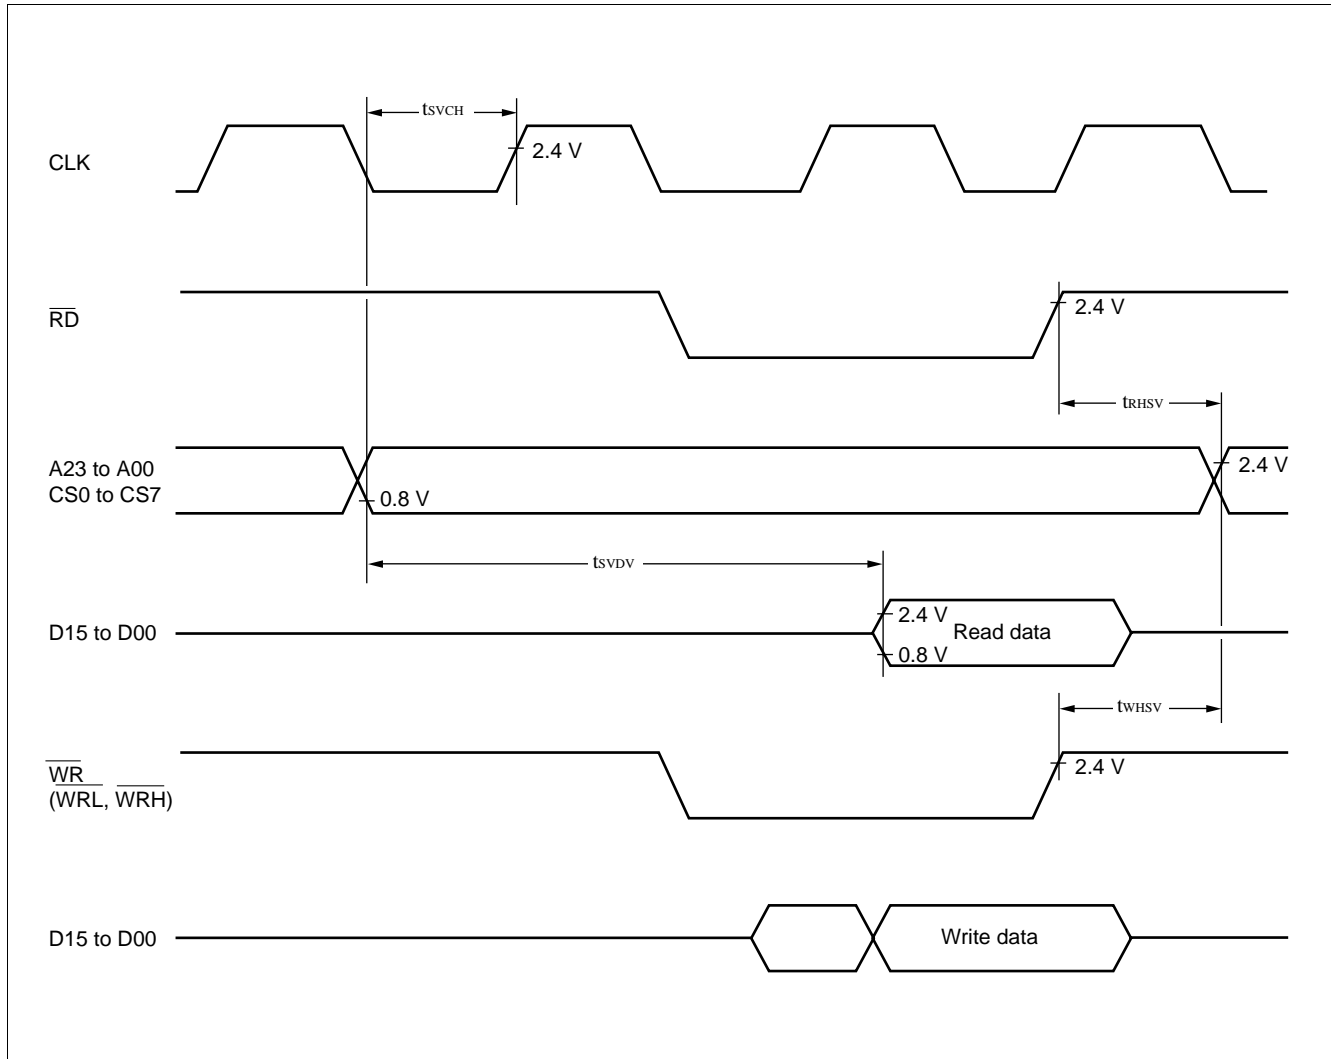 tSVCH
CLK
2.4 V
RD
2.4 V
tRHSV
A23 to A00
CS0 to CS7
2.4 V
0.8 V
tSVDV
D15 to D00
2.4 V
Read data
0.8 V
tWHSV
WR
(WRL, WRH)
2.4 V
D15 to D00
Write data